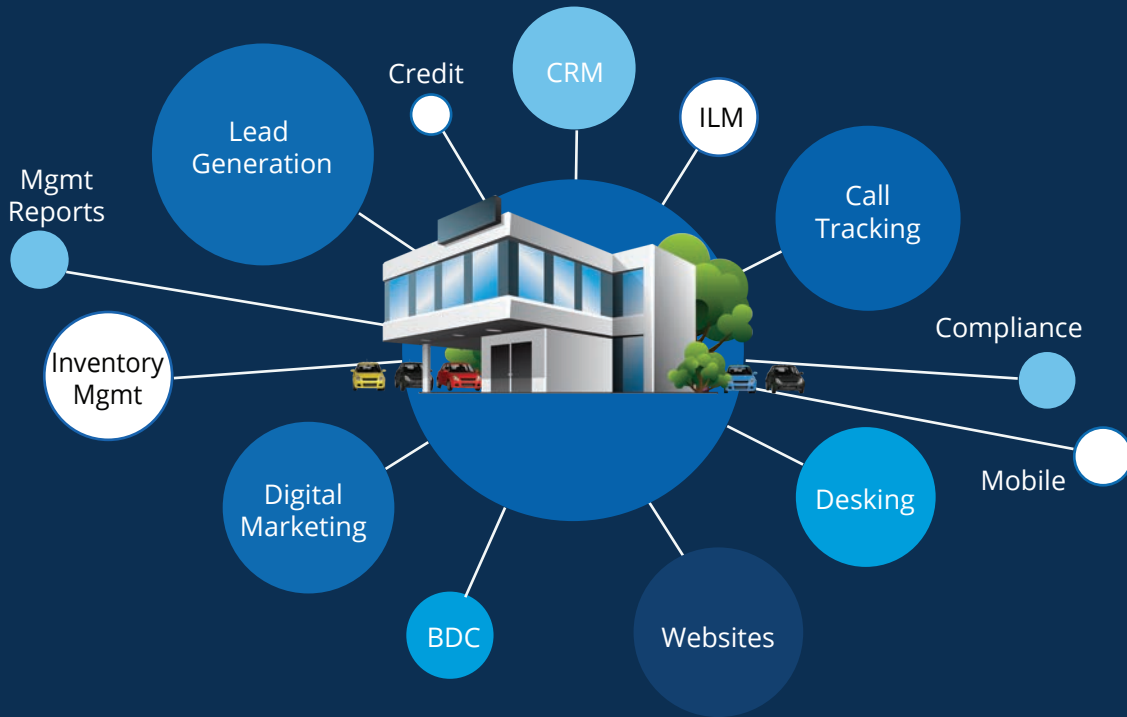 CRM
Credit
ILM
Lead
Generation
Call
Tracking
Mgmt
Reports
Compliance
Inventory
Mgmt
Mobile
Desking
Digital
Marketing
BDC
Websites